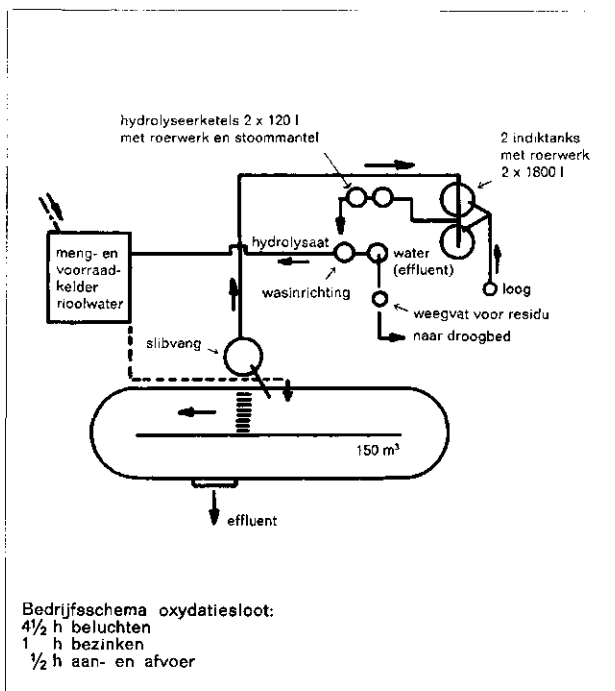 hydrolyseerketels 2 x 120 l
met roerwerk en stoommantel
2 indiktanks
met roerwerk
2 x 1800 l
meng- en
voorraad-
kelder
rioolwater
hydrolysaat
water
(effluent)
wasinrichting
loog
weegvat voor residu
naar droogbed
slibvang
150 m³
effluent
Bedrijfsschema oxydatiesloot:
4½ h beluchten
1 h bezinken
½ h aan- en afvoer